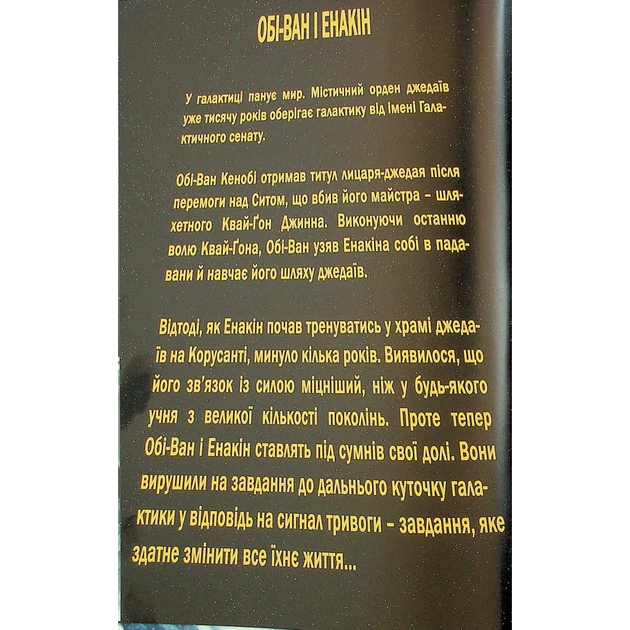 ОБІ-ВАН І ЕНАКІН
У галактиці панує мир. Містичний орден джедаїв
уже тисячу років оберігає галактику від імені Гала-
ктичного сенату.
Обі-Ван Кенобі отримав титул лицаря-джедая після
перемоги над Ситом, що вбив його майстра – шля-
хетного Квай-Ґон Джинна. Виконуючи останню
волю Квай-Ґона, Обі-Ван узяв Енакіна собі в пада-
вани й навчає його шляху джедаїв.
Відтоді, як Енакін почав тренуватись у храмі джеда-
їв на Корусанті, минуло кілька років. Виявилося, що
його зв'язок із силою міцніший, ніж у будь-якого
учня з великої кількості поколінь. Проте тепер
Обі-Ван і Енакін ставлять під сумнів свої долі. Вони
вирушили на завдання до дальнього куточку гала-
ктики у відповідь на сигнал тривоги – завдання, яке
здатне змінити все їхнє життя...